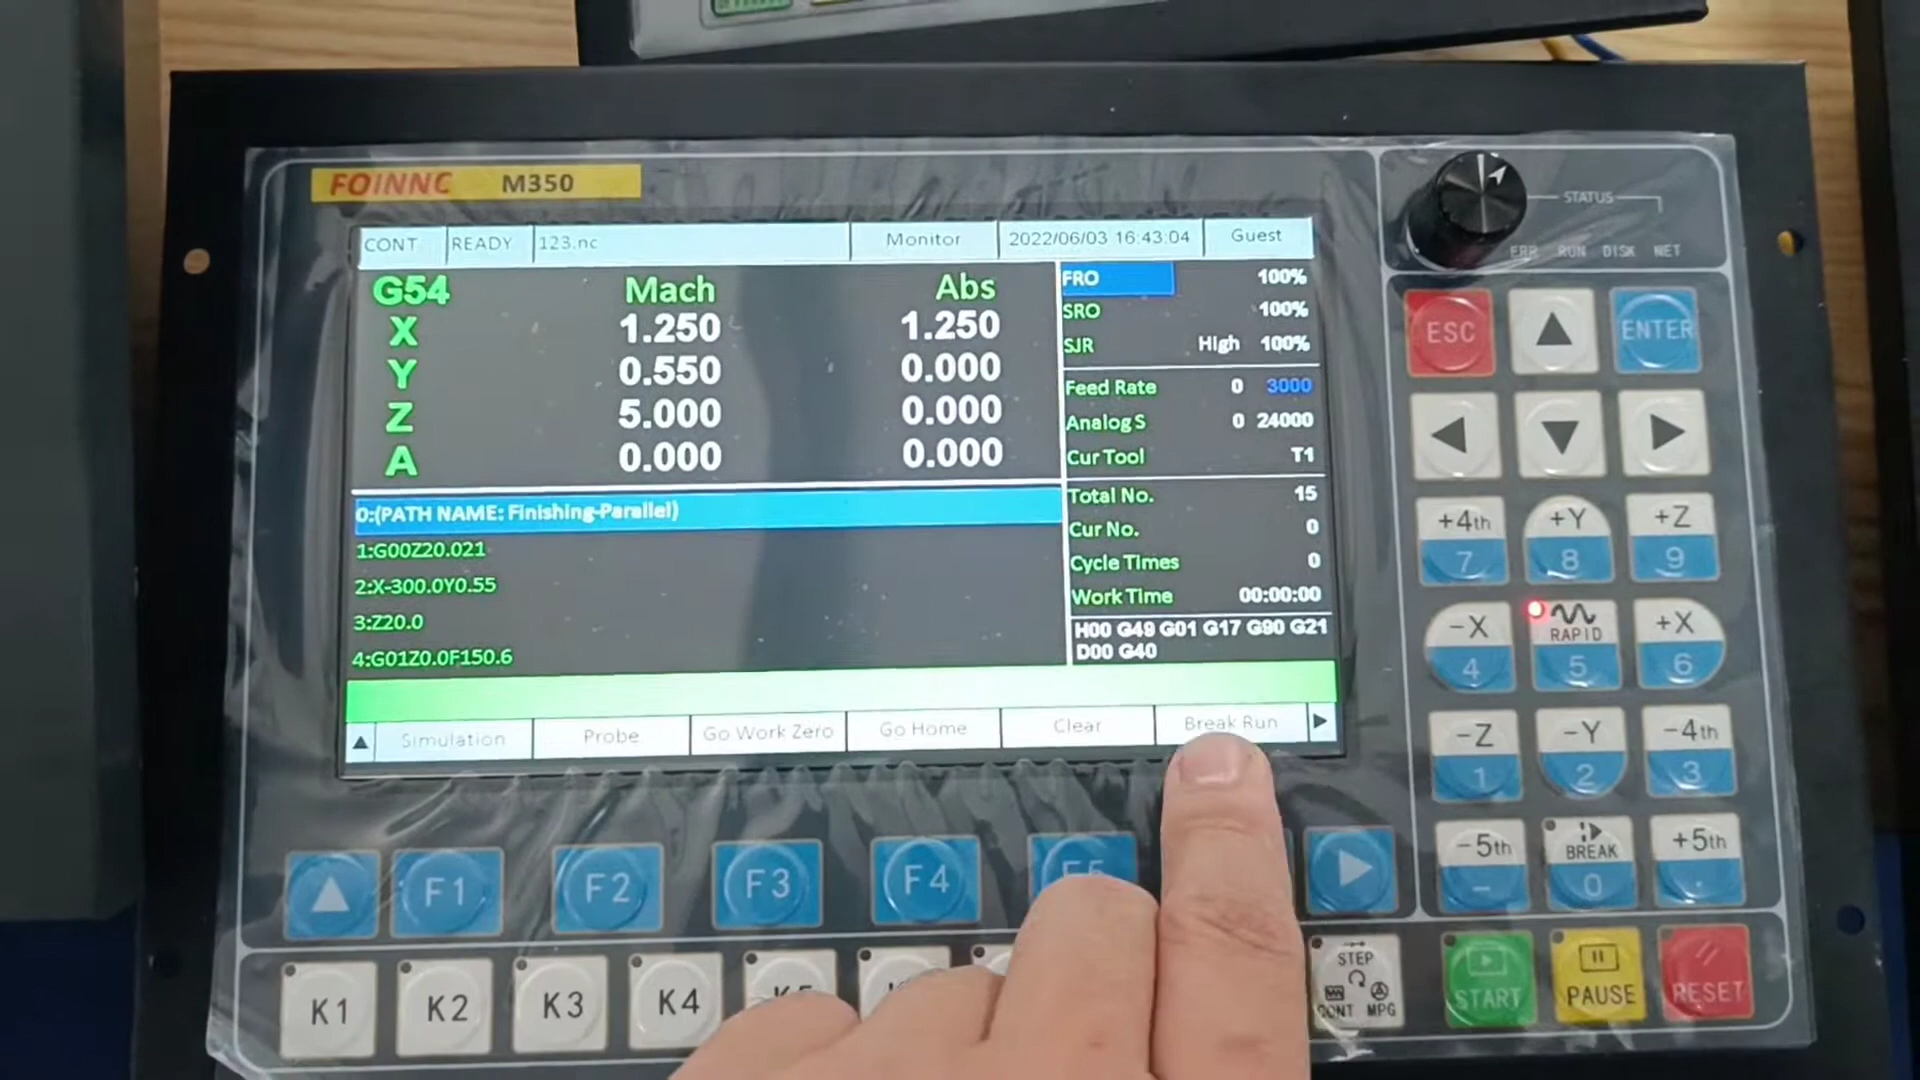 FOINNC M350
STATUS
ERR RUN DISK NET
CONT READY 123.nc Monitor 2022/06/03 16:43:04 Guest
G54 Mach Abs
X 1.250 1.250
Y 0.550 0.000
Z 5.000 0.000
A 0.000 0.000
FRO 100%
SRO 100%
SJR High 100%
Feed Rate 0 3000
Analog S 0 24000
Cur Tool T1
0:(PATH NAME: Finishing-Parallel)
1:G00Z20.021
2:X-300.0Y0.55
3:Z20.0
4:G01Z0.0F150.6
Total No. 15
Cur No. 0
Cycle Times 0
Work Time 00:00:00
H00 G49 G01 G17 G90 G21
D00 G40
Simulation Probe Go Work Zero Go Home Clear Break Run
ESC ENTER
+4th +Y +Z
7 8 9
-X RAPID +X
4 5 6
-Z -Y -4th
1 2 3
-5th BREAK +5th
- 0 .
F1 F2 F3 F4 F5
K1 K2 K3 K4 K5
STEP
CONT MPG
START PAUSE RESET